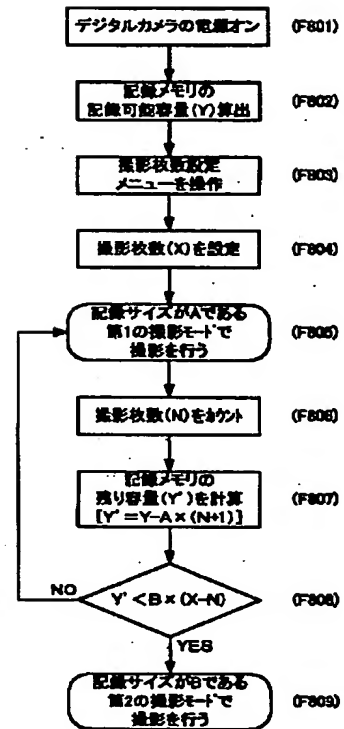 デジタルカメラの電源オン (F801)
記録メモリの
記録可能容量(Y)算出 (F802)
撮影枚数設定
メニューを操作 (F803)
撮影枚数(X)を設定 (F804)
記録サイズがAである
第1の撮影モードで
撮影を行う (F805)
撮影枚数(N)をカウント (F806)
記録メモリの
残り容量(Y')を計算
[Y'=Y-A×(N+1)] (F807)
NO
Y'<B×(X-N) (F808)
YES
記録サイズがBである
第2の撮影モードで
撮影を行う (F809)